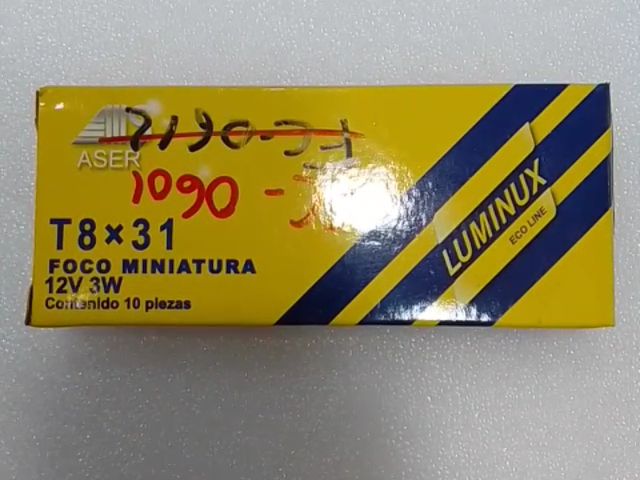 ASER
1090-
T8×31
FOCO MINIATURA
12V 3W
Contenido 10 piezas
LUMINUX
ECO LINE